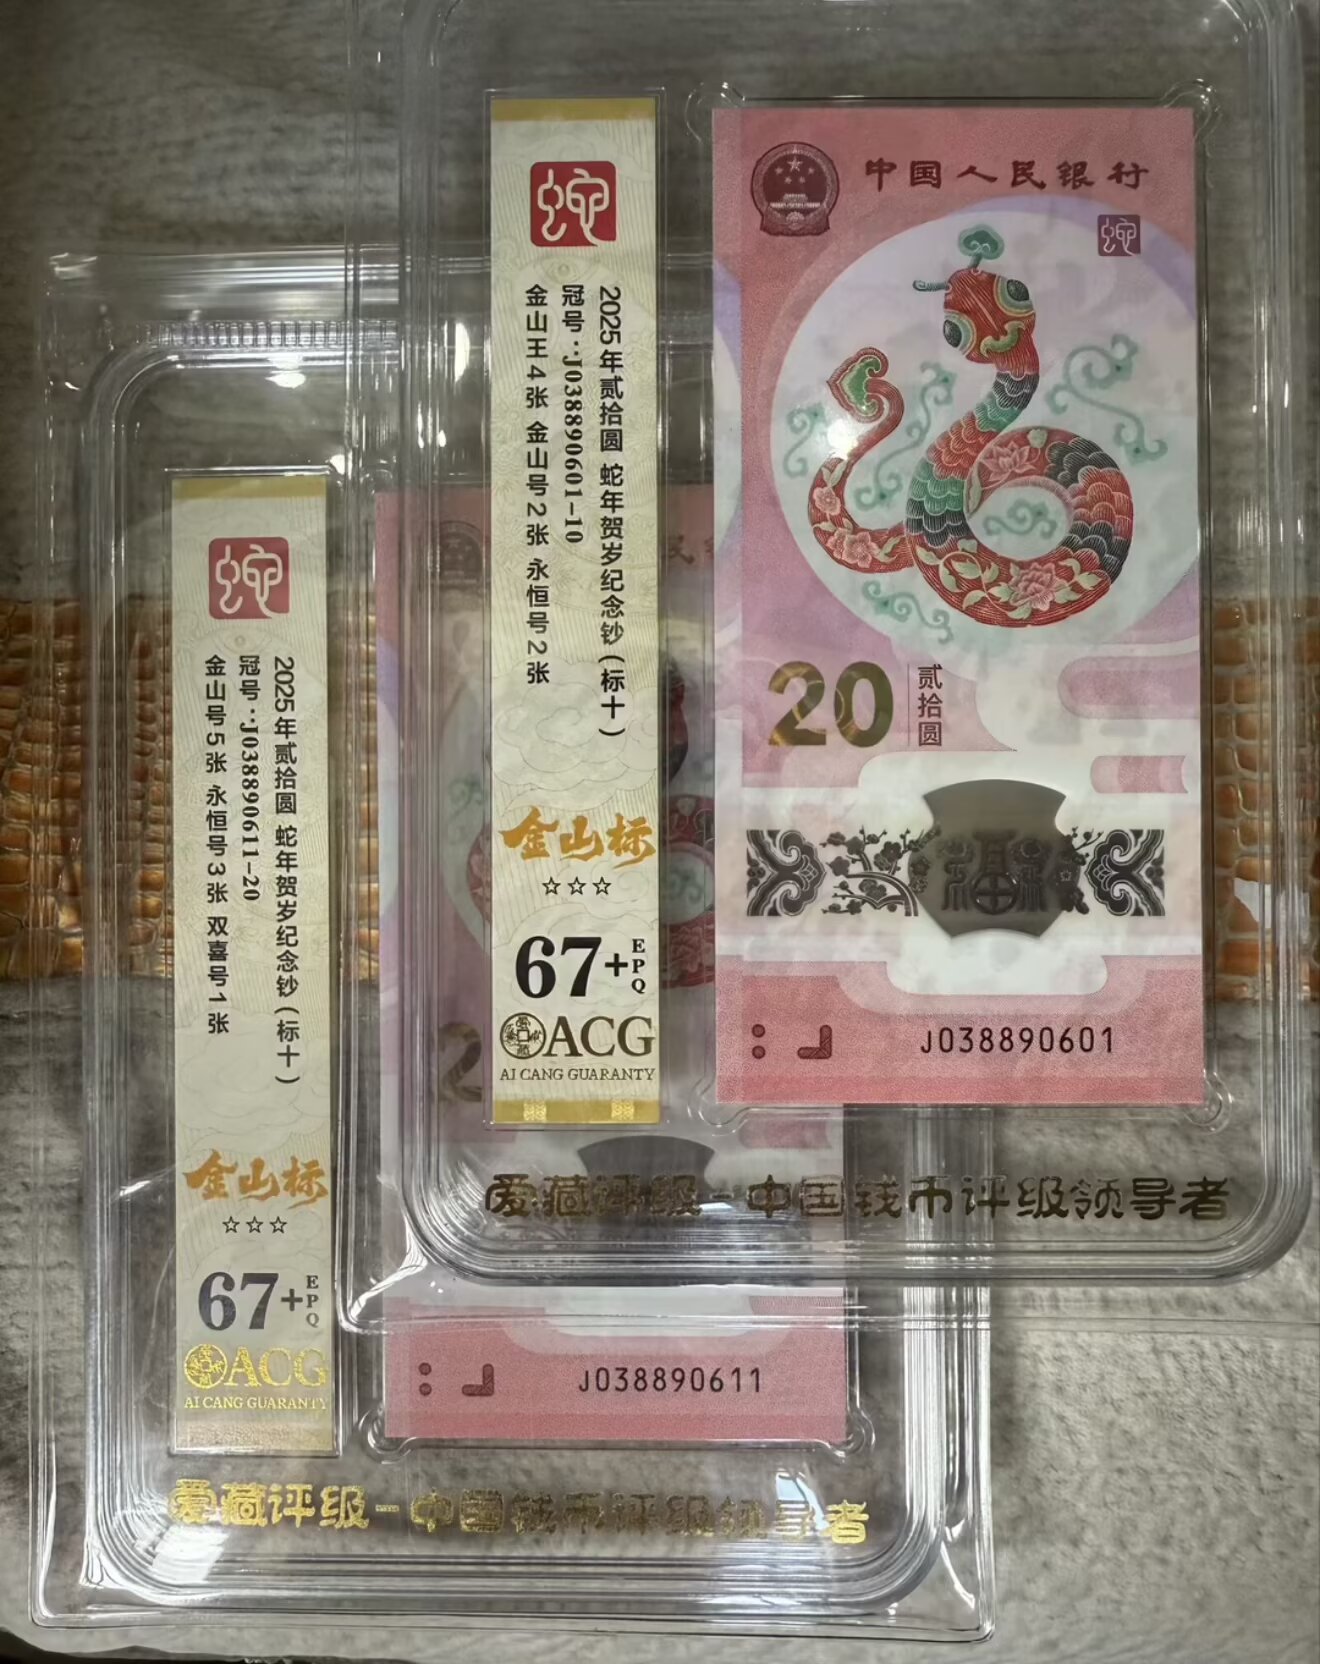 蛇
2025年贰拾圆 蛇年贺岁纪念钞(标十)
冠号:J038890601-10
金山王4张 金山号2张 永恒号2张
金山标
☆☆☆
67+EPQ
ACG
AI CANG GUARANTY
中国人民银行
蛇
20
贰拾圆
福
J038890601
爱藏评级-中国钱币评级领导者
蛇
2025年贰拾圆 蛇年贺岁纪念钞(标十)
冠号:J038890611-20
金山号5张 永恒号3张 双喜号1张
金山标
☆☆☆
67+EPQ
ACG
AI CANG GUARANTY
J038890611
爱藏评级-中国钱币评级领导者